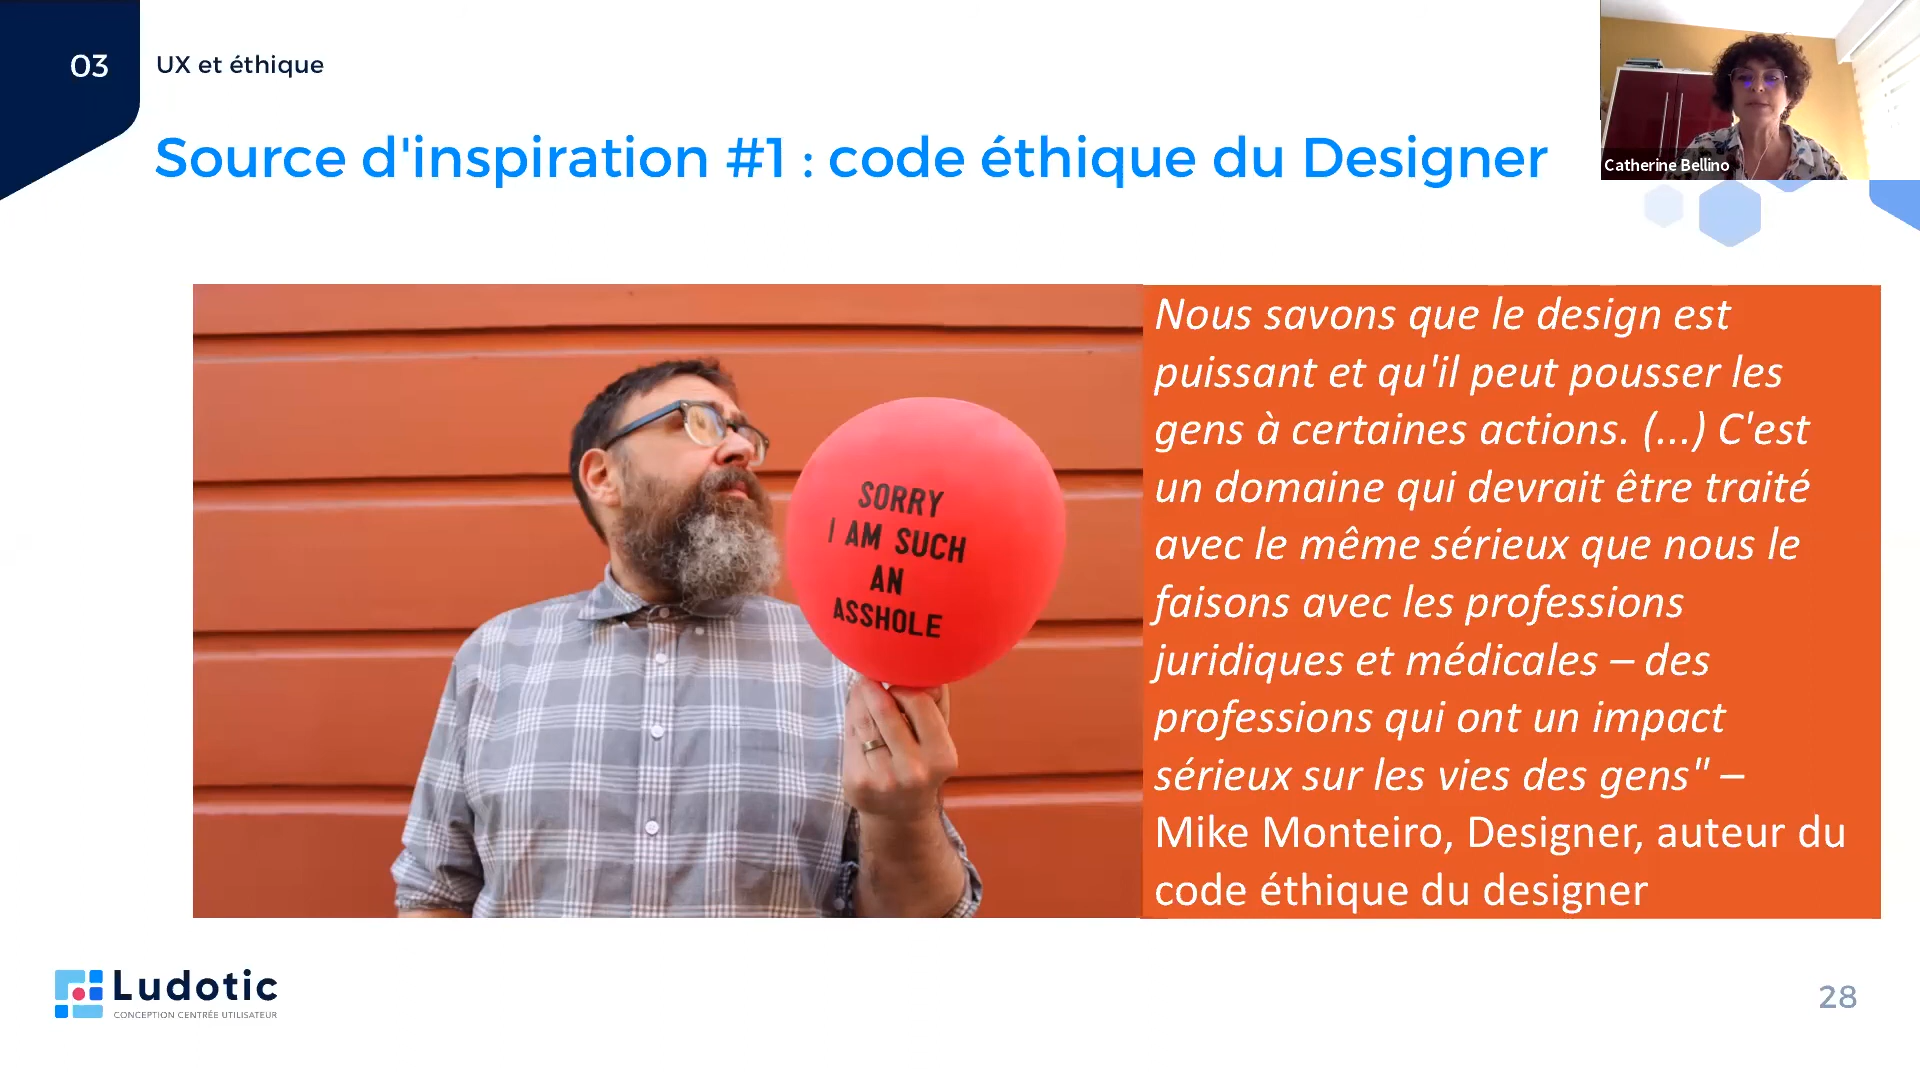 03
UX et éthique
Source d'inspiration #1 : code éthique du Designer
Catherine Bellino
SORRY
I AM SUCH
AN
ASSHOLE
Nous savons que le design est
puissant et qu'il peut pousser les
gens à certaines actions. (...) C'est
un domaine qui devrait être traité
avec le même sérieux que nous le
faisons avec les professions
juridiques et médicales – des
professions qui ont un impact
sérieux sur les vies des gens" –
Mike Monteiro, Designer, auteur du
code éthique du designer
Ludotic
CONCEPTION CENTRÉE UTILISATEUR
28